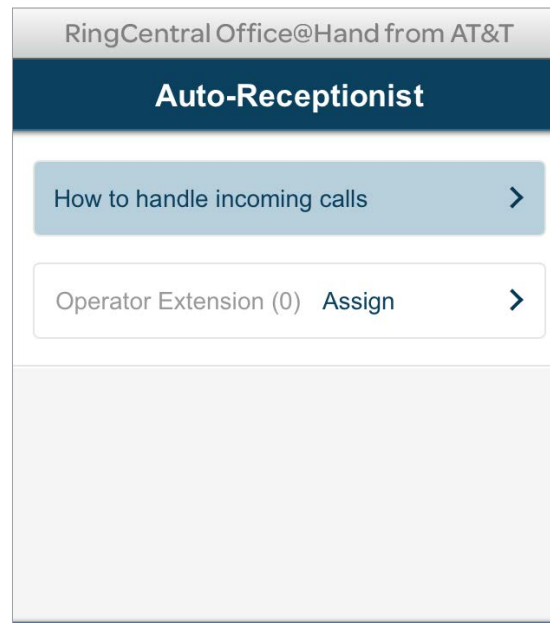 RingCentral Office@Hand from AT&T
Auto-Receptionist
How to handle incoming calls
Operator Extension (0) Assign